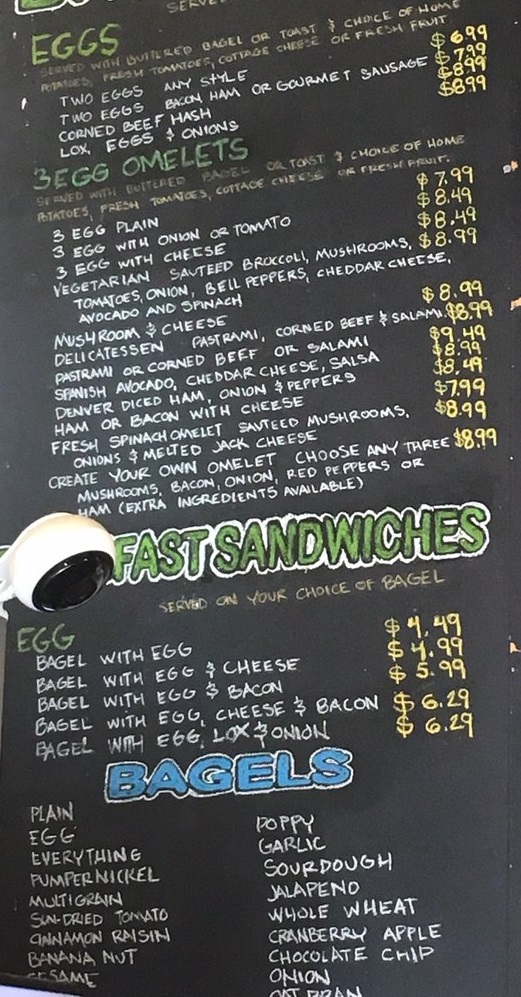 SERVE
EGGS
SERVED WITH BUTTERED BAGEL OR TOAST & CHOICE OF HOME
POTATOES, FRESH TOMATOES, COTTAGE CHEESE OR FRESH FRUIT
TWO EGGS ANY STYLE $6.99
TWO EGGS BACON, HAM OR GOURMET SAUSAGE $7.99
CORNED BEEF HASH $8.99
LOX, EGGS & ONIONS $8.99
3 EGG OMELETS
SERVED WITH BUTTERED BAGEL OR TOAST & CHOICE OF HOME
POTATOES, FRESH TOMATOES, COTTAGE CHEESE OR FRESH FRUIT.
3 EGG PLAIN $7.99
3 EGG WITH ONION OR TOMATO $8.49
3 EGG WITH CHEESE $8.49
VEGETARIAN SAUTEED BROCCOLI, MUSHROOMS, $8.99
TOMATOES, ONION, BELL PEPPERS, CHEDDAR CHEESE,
AVOCADO AND SPINACH
MUSHROOM & CHEESE $8.99
DELICATESSEN PASTRAMI, CORNED BEEF & SALAMI $8.99
PASTRAMI OR CORNED BEEF OR SALAMI $9.49
SPANISH AVOCADO, CHEDDAR CHEESE, SALSA $8.99
DENVER DICED HAM, ONION & PEPPERS $8.49
HAM OR BACON WITH CHEESE $7.99
FRESH SPINACH OMELET SAUTEED MUSHROOMS, $8.99
ONIONS & MELTED JACK CHEESE
CREATE YOUR OWN OMELET CHOOSE ANY THREE $8.99
MUSHROOMS, BACON, ONION, RED PEPPERS OR
HAM (EXTRA INGREDIENTS AVAILABLE)
FAST SANDWICHES
SERVED ON YOUR CHOICE OF BAGEL
EGG
BAGEL WITH EGG $4.49
BAGEL WITH EGG & CHEESE $4.99
BAGEL WITH EGG & BACON $5.99
BAGEL WITH EGG, CHEESE & BACON $6.29
BAGEL WITH EGG, LOX & ONION $6.29
BAGELS
PLAIN
EGG
EVERYTHING
PUMPERNICKEL
MULTIGRAIN
SUN-DRIED TOMATO
CINNAMON RAISIN
BANANA NUT
SESAME
POPPY
GARLIC
SOURDOUGH
JALAPENO
WHOLE WHEAT
CRANBERRY APPLE
CHOCOLATE CHIP
ONION
OAT BRAN